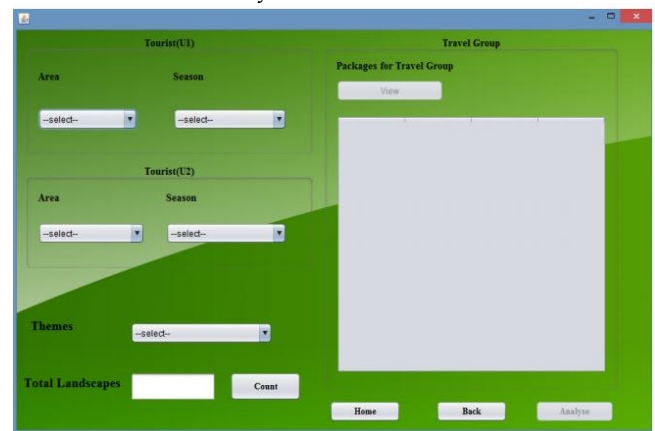 Tourist(U1)
Area Season
--select-- --select--
Tourist(U2)
Area Season
--select-- --select--
Themes --select--
Total Landscapes Count
Travel Group
Packages for Travel Group
View
Home Back Analyse